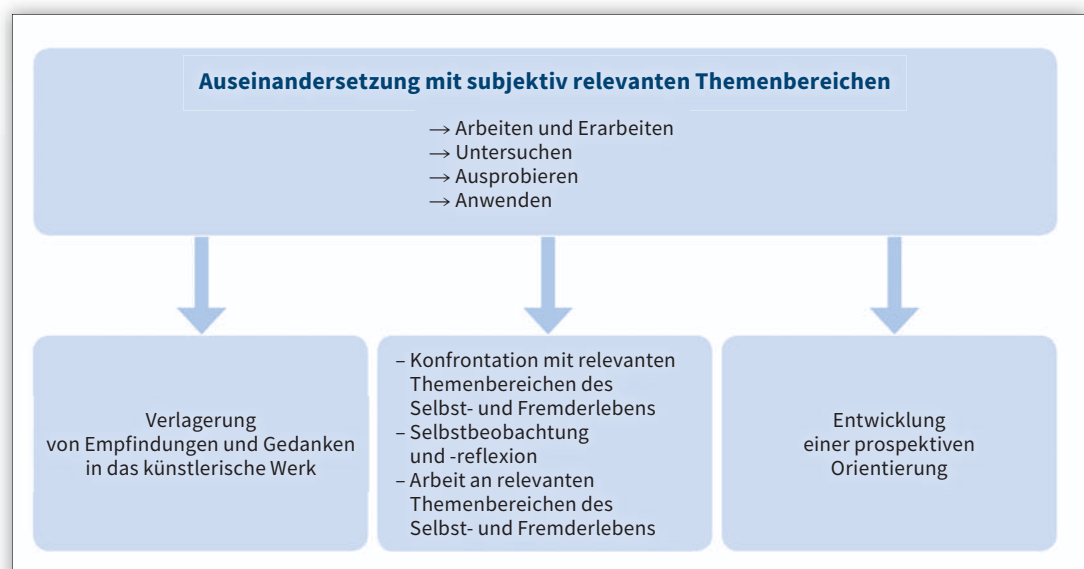 Auseinandersetzung mit subjektiv relevanten Themenbereichen
→ Arbeiten und Erarbeiten
→ Untersuchen
→ Ausprobieren
→ Anwenden
Verlagerung
von Empfindungen und Gedanken
in das künstlerische Werk
– Konfrontation mit relevanten
Themenbereichen des
Selbst- und Fremderlebens
– Selbstbeobachtung
und -reflexion
– Arbeit an relevanten
Themenbereichen des
Selbst- und Fremderlebens
Entwicklung
einer prospektiven
Orientierung